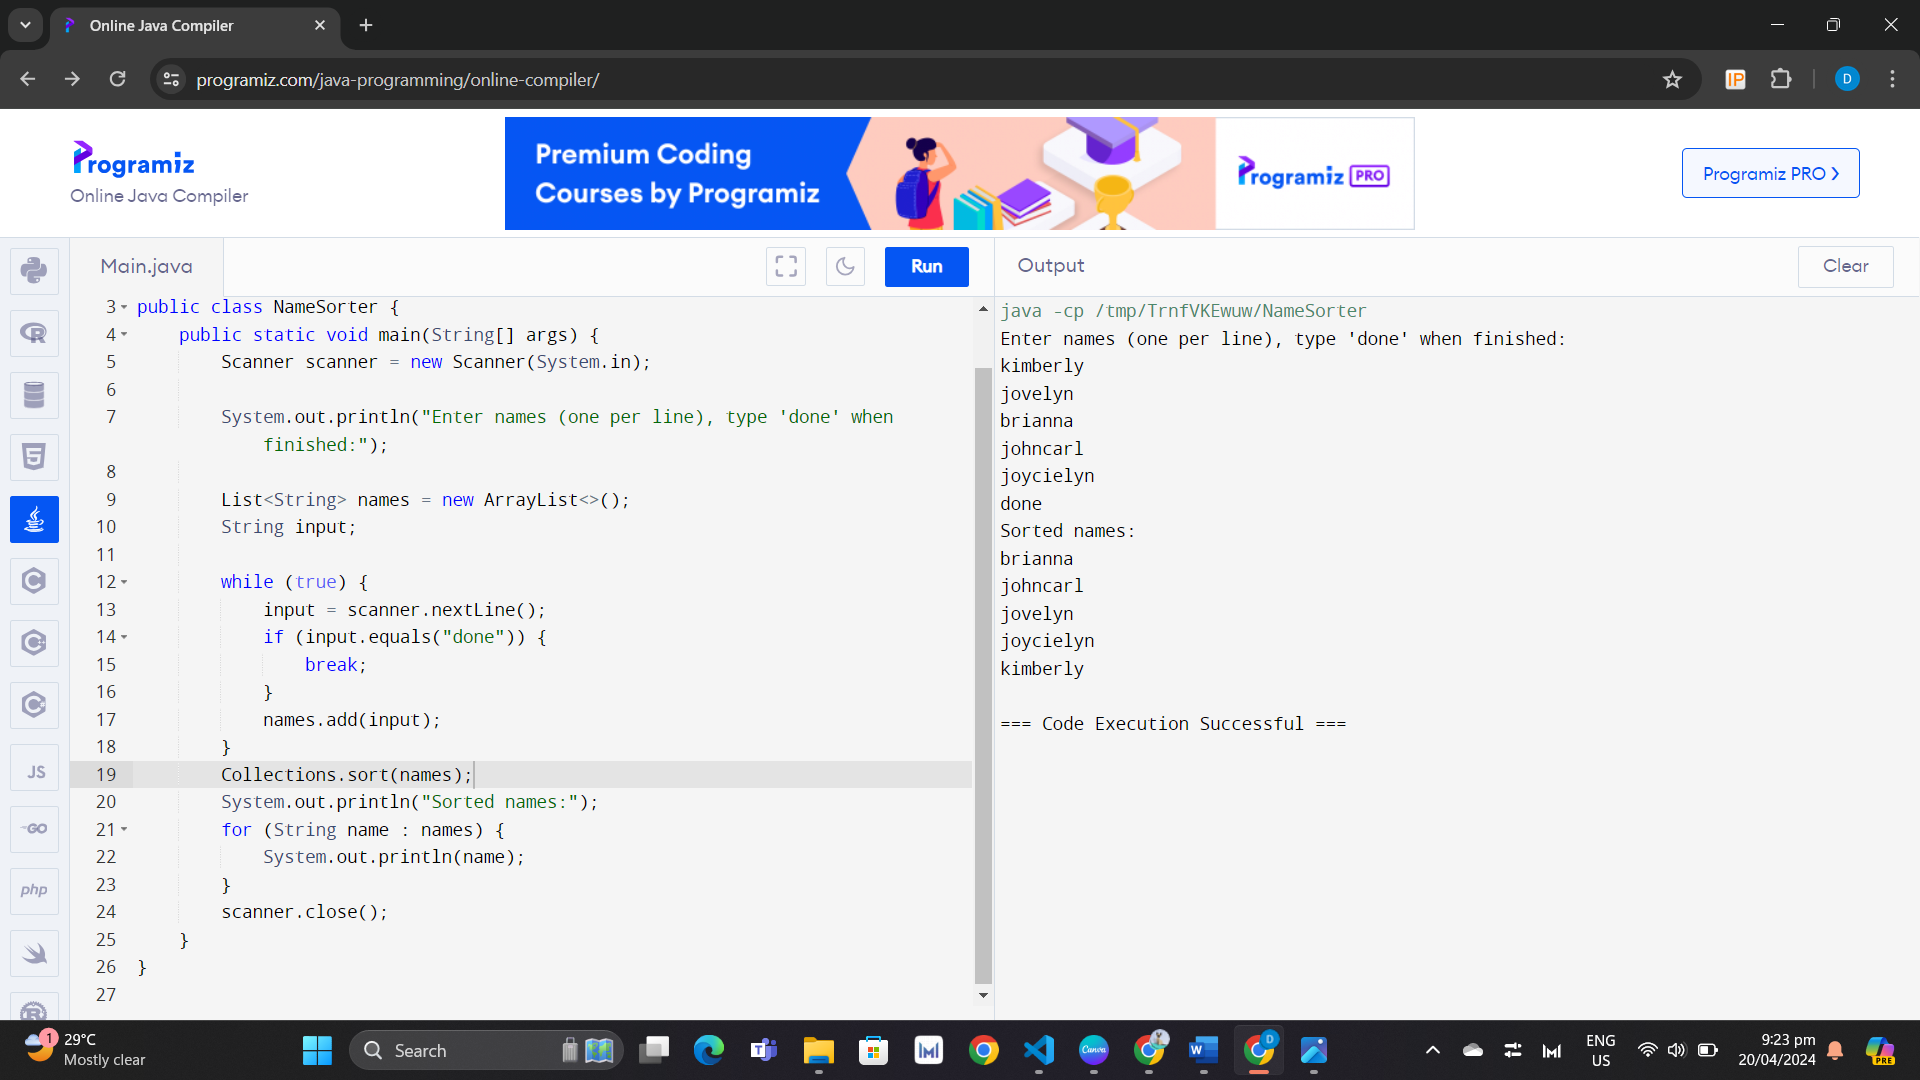 Online Java Compiler
programiz.com/java-programming/online-compiler/
IP
D
Programiz
Online Java Compiler
Premium Coding
Courses by Programiz
Programiz PRO
Programiz PRO
Main.java
Run
Output
Clear
3 public class NameSorter {
4 public static void main(String[] args) {
5 Scanner scanner = new Scanner(System.in);
6
7 System.out.println("Enter names (one per line), type 'done' when
finished:");
8
9 List<String> names = new ArrayList<>();
10 String input;
11
12 while (true) {
13 input = scanner.nextLine();
14 if (input.equals("done")) {
15 break;
16 }
17 names.add(input);
18 }
19 Collections.sort(names);
20 System.out.println("Sorted names:");
21 for (String name : names) {
22 System.out.println(name);
23 }
24 scanner.close();
25 }
26 }
27
java -cp /tmp/TrnfVKEwuw/NameSorter
Enter names (one per line), type 'done' when finished:
kimberly
jovelyn
brianna
johncarl
joycielyn
done
Sorted names:
brianna
johncarl
jovelyn
joycielyn
kimberly
=== Code Execution Successful ===
JS
GO
php
1
29°C
Mostly clear
Search
Canva
W
D
ENG
US
9:23 pm
20/04/2024
PRE